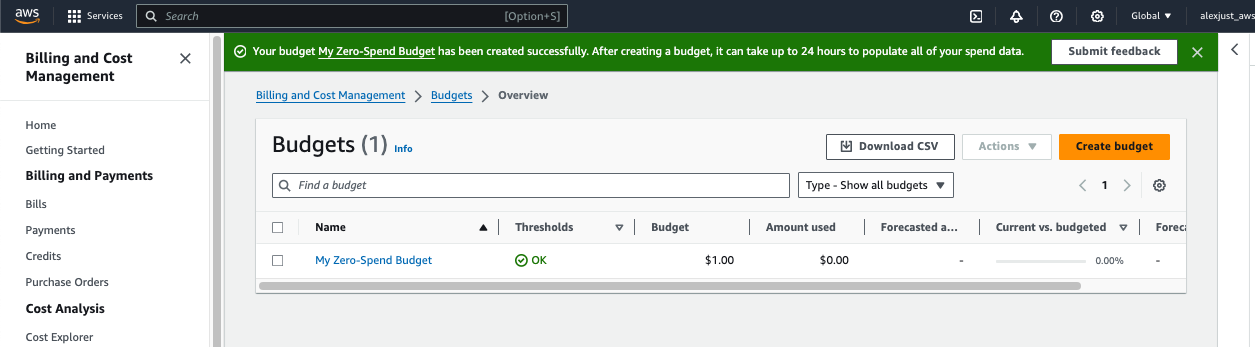 aws Services Search [Option+S] Global ▼ alexjust_aws
Billing and Cost
Management
Home
Getting Started
Billing and Payments
Bills
Payments
Credits
Purchase Orders
Cost Analysis
Cost Explorer
Your budget My Zero-Spend Budget has been created successfully. After creating a budget, it can take up to 24 hours to populate all of your spend data. Submit feedback
Billing and Cost Management > Budgets > Overview
Budgets (1) Info Download CSV Actions ▼ Create budget
Find a budget Type - Show all budgets ▼ < 1 >
Name Thresholds Budget Amount used Forecasted a... Current vs. budgeted Foreca
My Zero-Spend Budget OK $1.00 $0.00 - 0.00% -